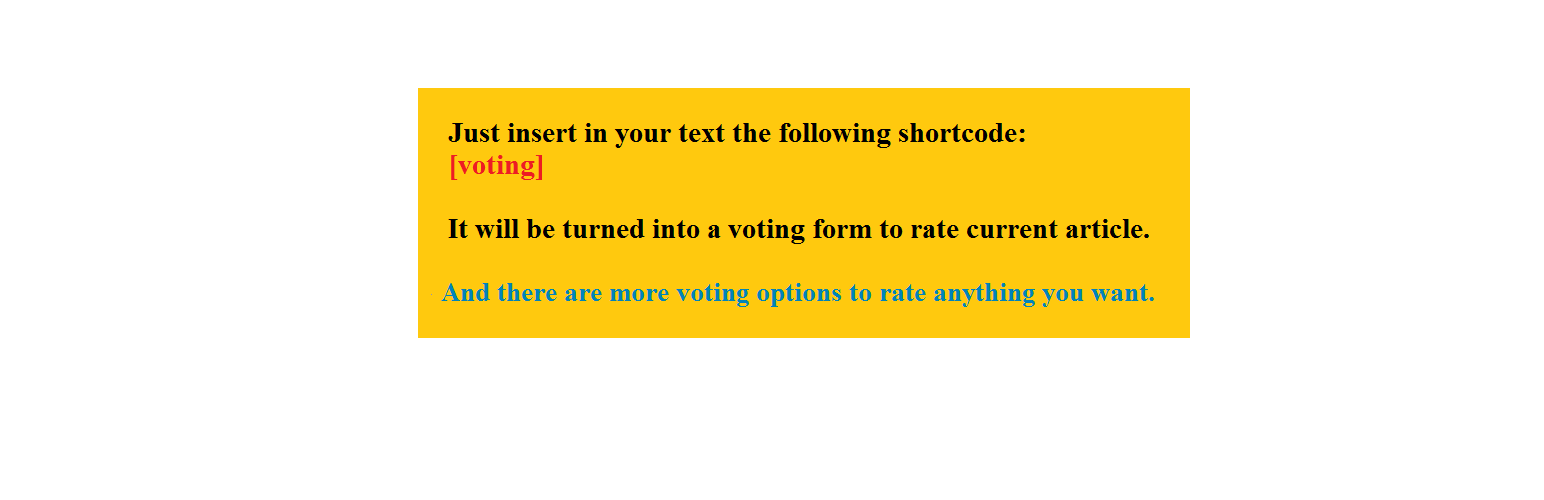 Just insert in your text the following shortcode:
[voting]
It will be turned into a voting form to rate current article.
And there are more voting options to rate anything you want.